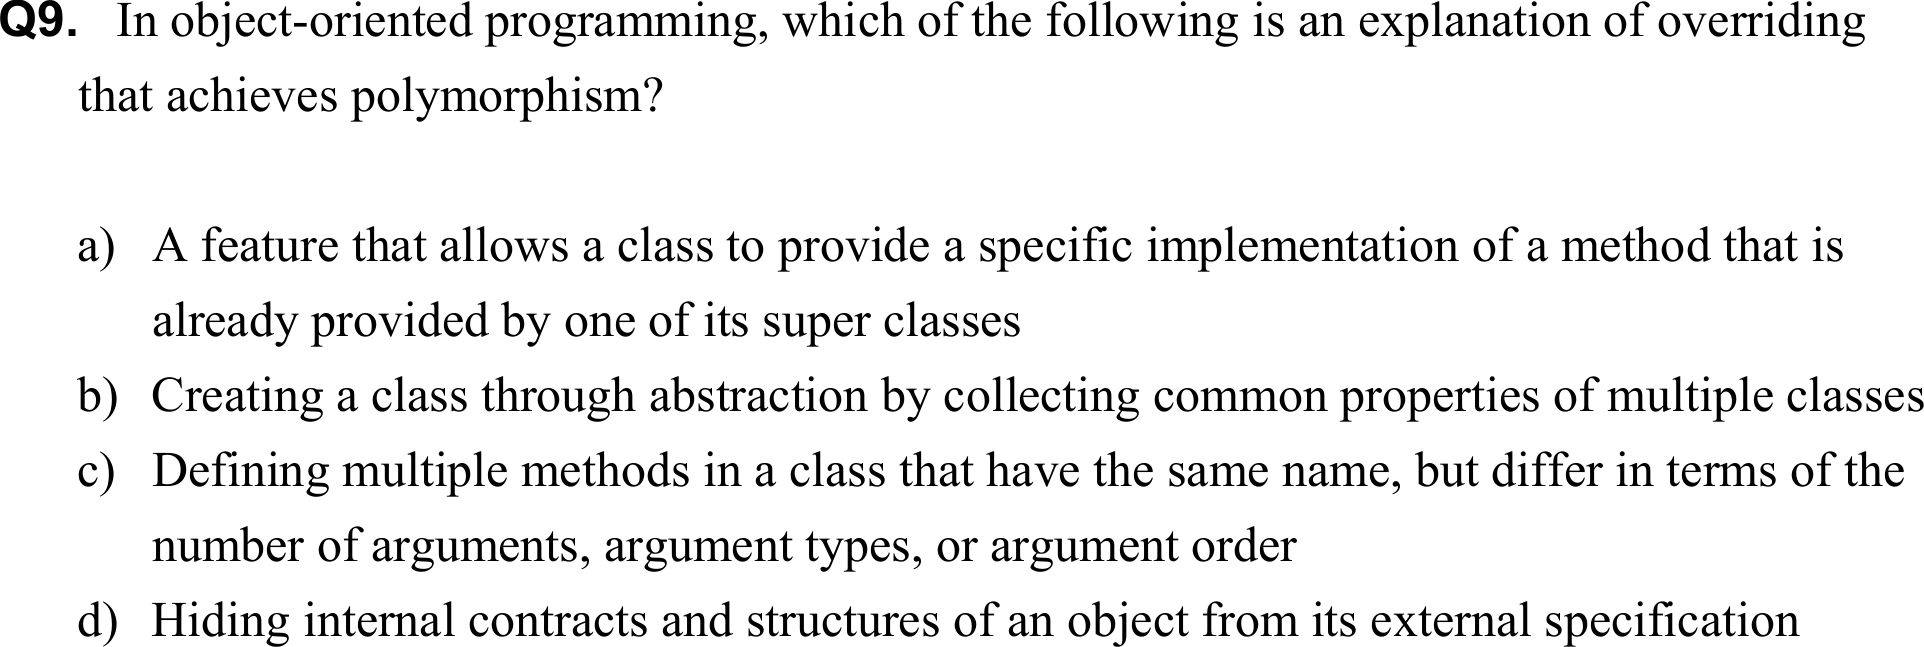 Q9. In object-oriented programming, which of the following is an explanation of overriding
that achieves polymorphism?
a) A feature that allows a class to provide a specific implementation of a method that is
already provided by one of its super classes
b) Creating a class through abstraction by collecting common properties of multiple classes
c) Defining multiple methods in a class that have the same name, but differ in terms of the
number of arguments, argument types, or argument order
d) Hiding internal contracts and structures of an object from its external specification